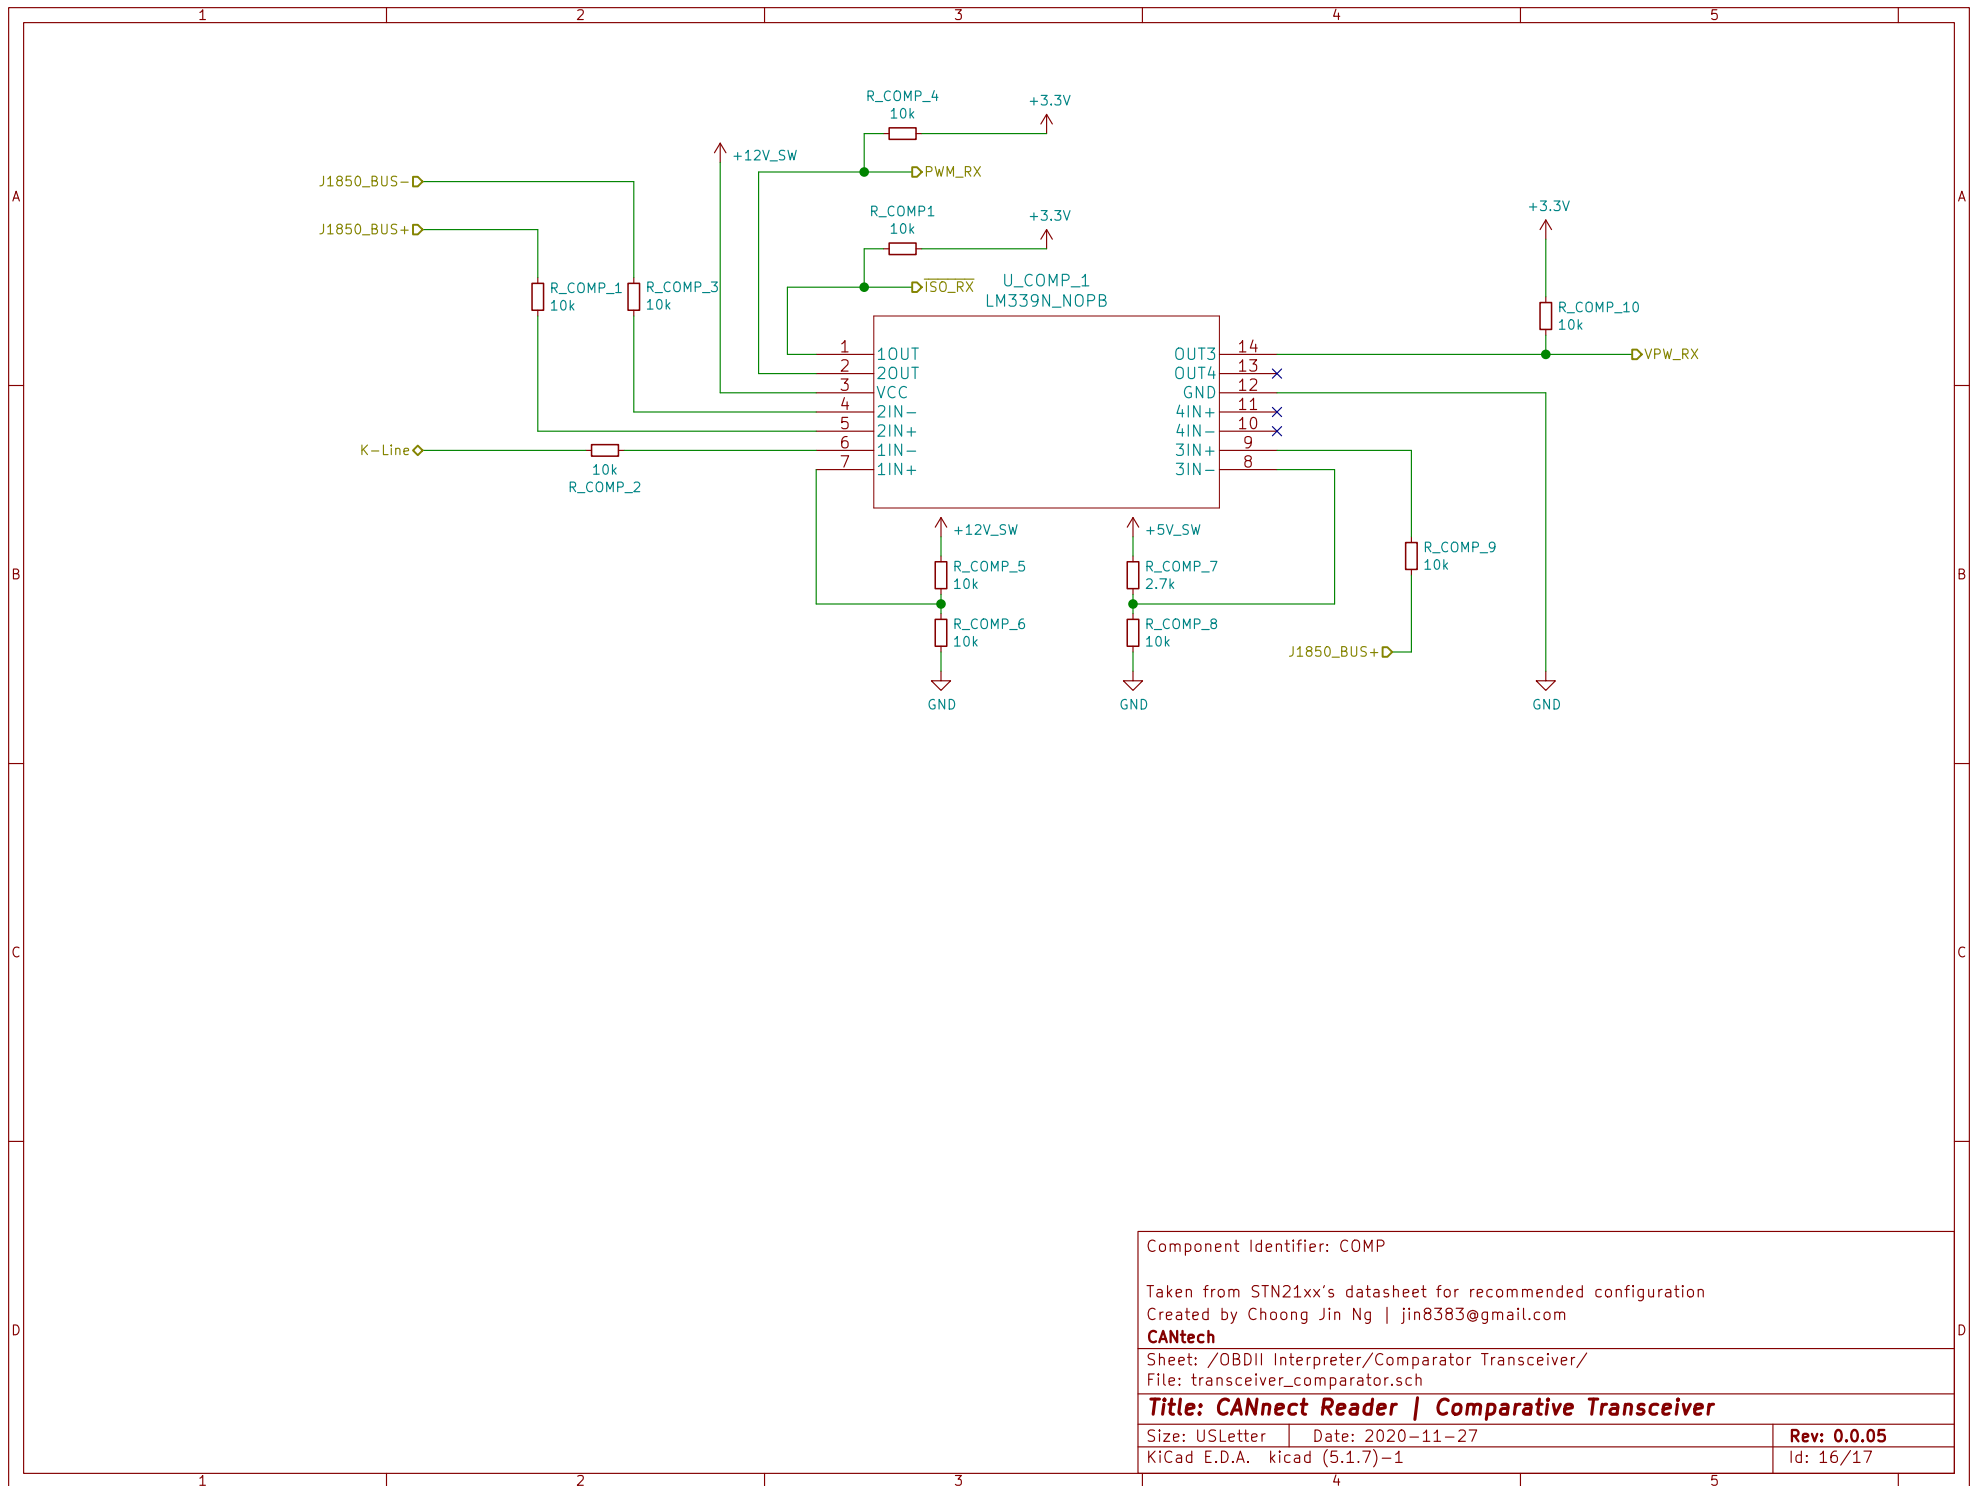 1 2 3 4 5
A A
B B
C C
D D
R_COMP_4
10k
+3.3V
+12V_SW
PWM_RX
J1850_BUS-
J1850_BUS+
R_COMP1
10k
+3.3V
ISO_RX
R_COMP_1
10k
R_COMP_3
10k
U_COMP_1
LM339N_NOPB
+3.3V
R_COMP_10
10k
VPW_RX
1 1OUT
2 2OUT
3 VCC
4 2IN-
5 2IN+
6 1IN-
7 1IN+
OUT3 14
OUT4 13
GND 12
4IN+ 11
4IN- 10
3IN+ 9
3IN- 8
K-Line
10k
R_COMP_2
+12V_SW
R_COMP_5
10k
R_COMP_6
10k
GND
+5V_SW
R_COMP_7
2.7k
R_COMP_8
10k
GND
R_COMP_9
10k
J1850_BUS+
GND
Component Identifier: COMP
Taken from STN21xx's datasheet for recommended configuration
Created by Choong Jin Ng | jin8383@gmail.com
CANtech
Sheet: /OBDII Interpreter/Comparator Transceiver/
File: transceiver_comparator.sch
Title: CANnect Reader | Comparative Transceiver
Size: USLetter Date: 2020-11-27 Rev: 0.0.05
KiCad E.D.A. kicad (5.1.7)-1 Id: 16/17
1 2 3 4 5